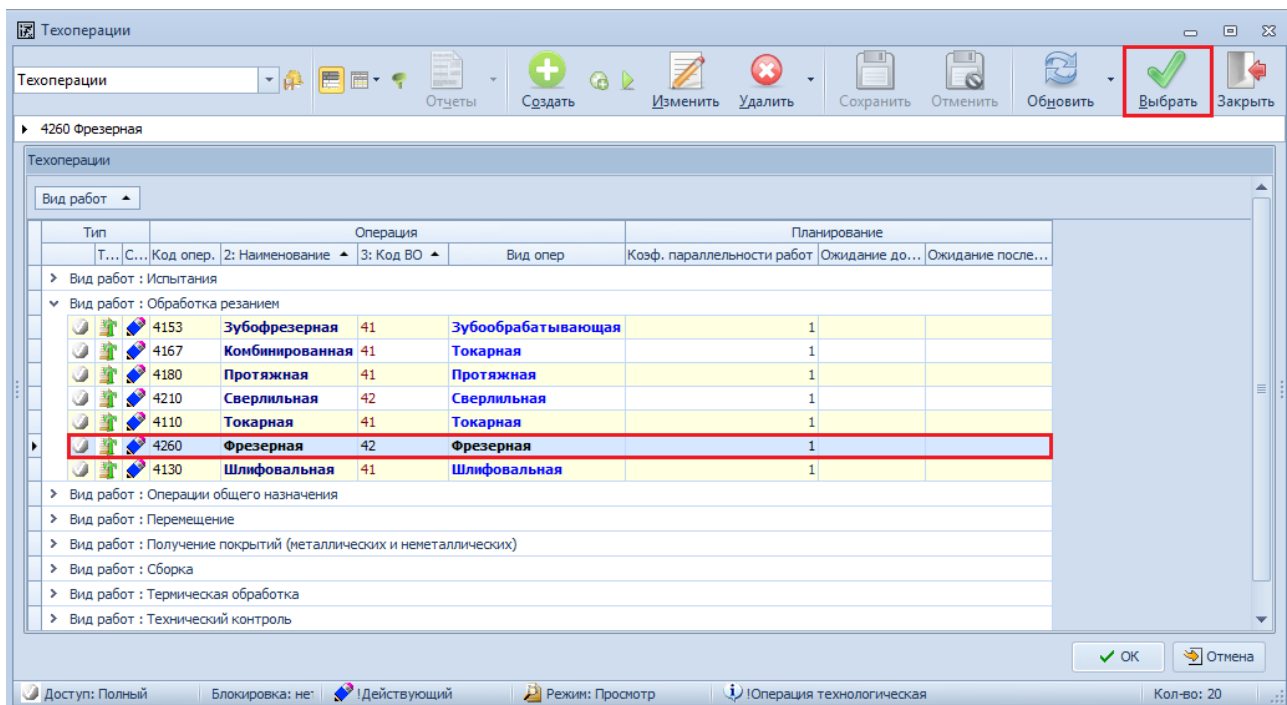 Техоперации
Техоперации Отчеты Создать Изменить Удалить Сохранить Отменить Обновить Выбрать Закрыть
4260 Фрезерная
Техоперации
Вид работ
Тип Операция Планирование
Т... С... Код опер. 2: Наименование 3: Код ВО Вид опер Коэф. параллельности работ Ожидание до... Ожидание после...
Вид работ : Испытания
Вид работ : Обработка резанием
4153 Зубофрезерная 41 Зубообрабатывающая 1
4167 Комбинированная 41 Токарная 1
4180 Протяжная 41 Протяжная 1
4210 Сверлильная 42 Сверлильная 1
4110 Токарная 41 Токарная 1
4260 Фрезерная 42 Фрезерная 1
4130 Шлифовальная 41 Шлифовальная 1
Вид работ : Операции общего назначения
Вид работ : Перемещение
Вид работ : Получение покрытий (металлических и неметаллических)
Вид работ : Сборка
Вид работ : Термическая обработка
Вид работ : Технический контроль
OK Отмена
Доступ: Полный Блокировка: нет !Действующий Режим: Просмотр !Операция технологическая Кол-во: 20